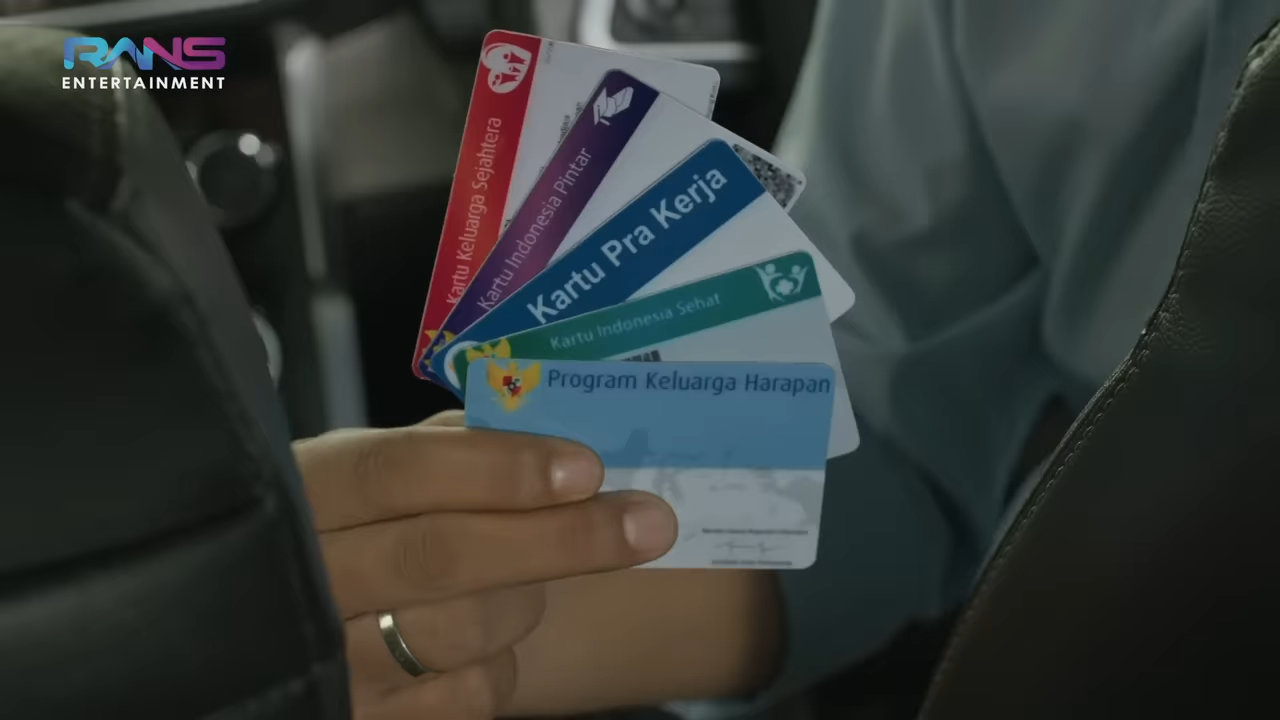 RANS
ENTERTAINMENT
Kartu Keluarga Sejahtera
Kartu Indonesia Pintar
Kartu Pra Kerja
Kartu Indonesia Sehat
Program Keluarga Harapan